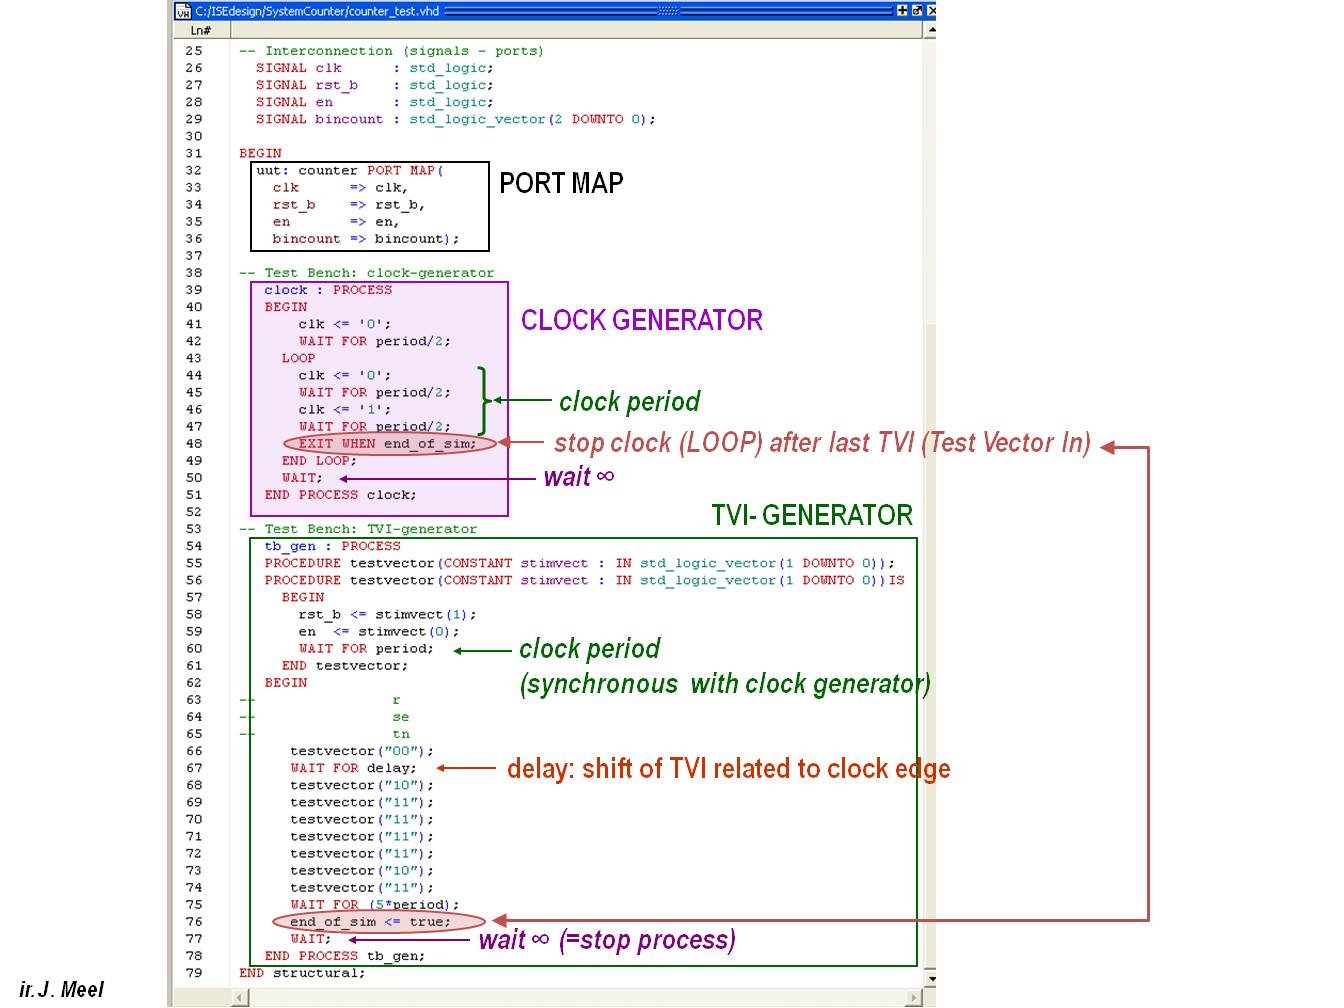 C:/ISEdesign/SystemCounter/counter_test.vhd
Ln#
25 -- Interconnection (signals - ports)
26 SIGNAL clk : std_logic;
27 SIGNAL rst_b : std_logic;
28 SIGNAL en : std_logic;
29 SIGNAL bincount : std_logic_vector(2 DOWNTO 0);
30
31 BEGIN
32 uut: counter PORT MAP(
33 clk => clk,
PORT MAP
34 rst_b => rst_b,
35 en => en,
36 bincount => bincount);
37
38 -- Test Bench: clock-generator
39 clock : PROCESS
40 BEGIN
41 clk <= '0';
CLOCK GENERATOR
42 WAIT FOR period/2;
43 LOOP
44 clk <= '0';
45 WAIT FOR period/2;
clock period
46 clk <= '1';
47 WAIT FOR period/2;
48 EXIT WHEN end_of_sim;
stop clock (LOOP) after last TVI (Test Vector In)
49 END LOOP;
50 WAIT;
wait ∞
51 END PROCESS clock;
52
TVI- GENERATOR
53 -- Test Bench: TVI-generator
54 tb_gen : PROCESS
55 PROCEDURE testvector(CONSTANT stimvect : IN std_logic_vector(1 DOWNTO 0));
56 PROCEDURE testvector(CONSTANT stimvect : IN std_logic_vector(1 DOWNTO 0))IS
57 BEGIN
58 rst_b <= stimvect(1);
59 en <= stimvect(0);
60 WAIT FOR period;
clock period
61 END testvector;
62 BEGIN
(synchronous with clock generator)
63 -- r
64 -- se
65 -- tn
66 testvector("00");
67 WAIT FOR delay;
delay: shift of TVI related to clock edge
68 testvector("10");
69 testvector("11");
70 testvector("11");
71 testvector("11");
72 testvector("11");
73 testvector("10");
74 testvector("11");
75 WAIT FOR (5*period);
76 end_of_sim <= true;
77 WAIT;
wait ∞ (=stop process)
78 END PROCESS tb_gen;
79 END structural;
ir. J. Meel